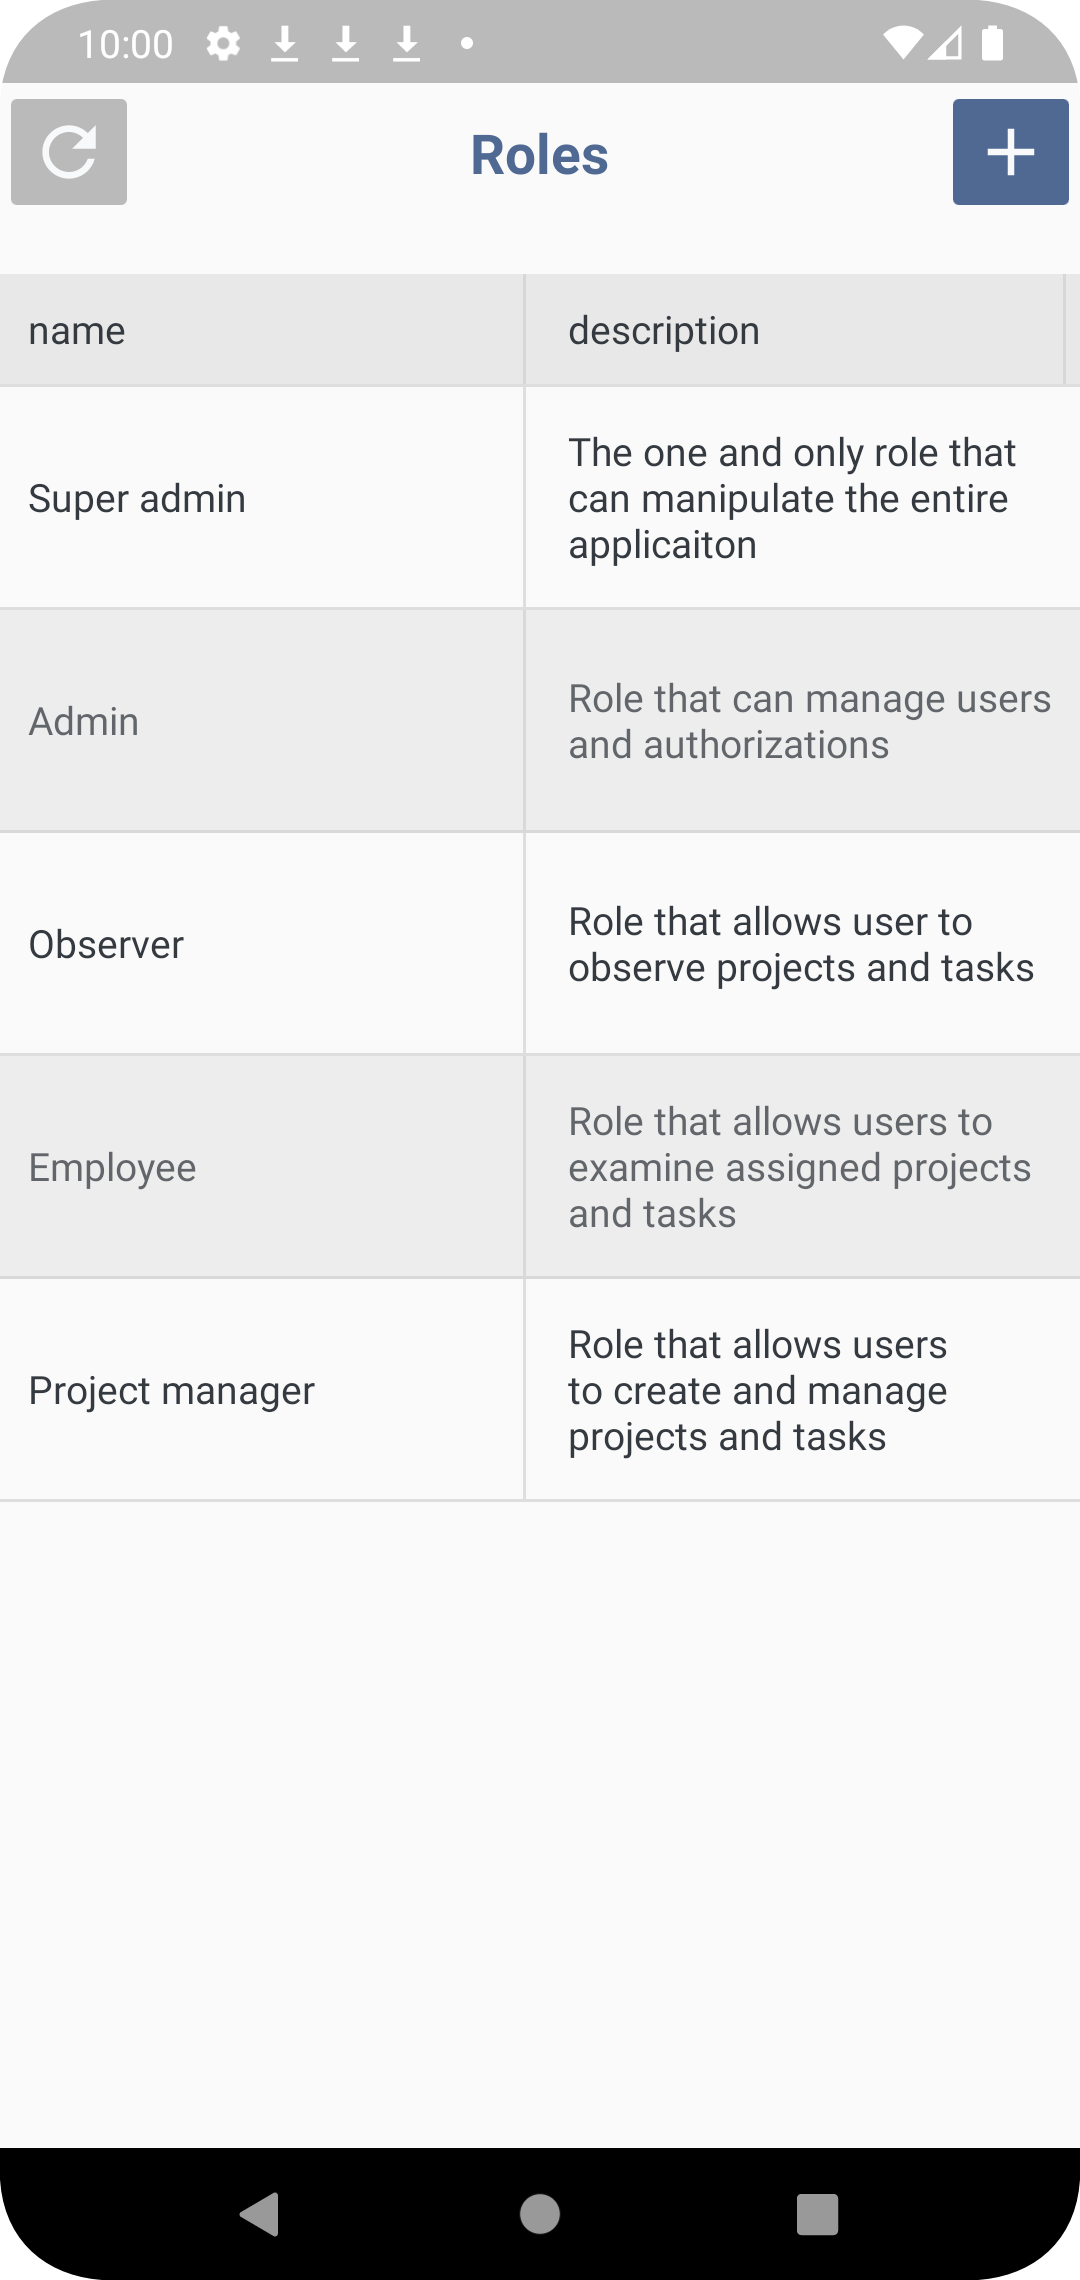 10:00
Roles
name
description
Super admin
The one and only role that
can manipulate the entire
applicaiton
Admin
Role that can manage users
and authorizations
Observer
Role that allows user to
observe projects and tasks
Employee
Role that allows users to
examine assigned projects
and tasks
Project manager
Role that allows users
to create and manage
projects and tasks